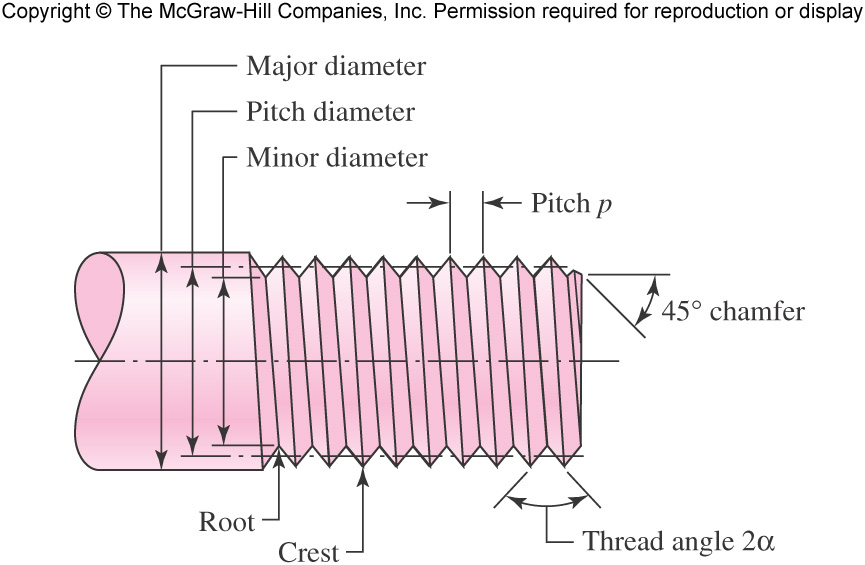 Copyright © The McGraw-Hill Companies, Inc. Permission required for reproduction or display
Major diameter
Pitch diameter
Minor diameter
Pitch p
45° chamfer
Root
Crest
Thread angle 2α